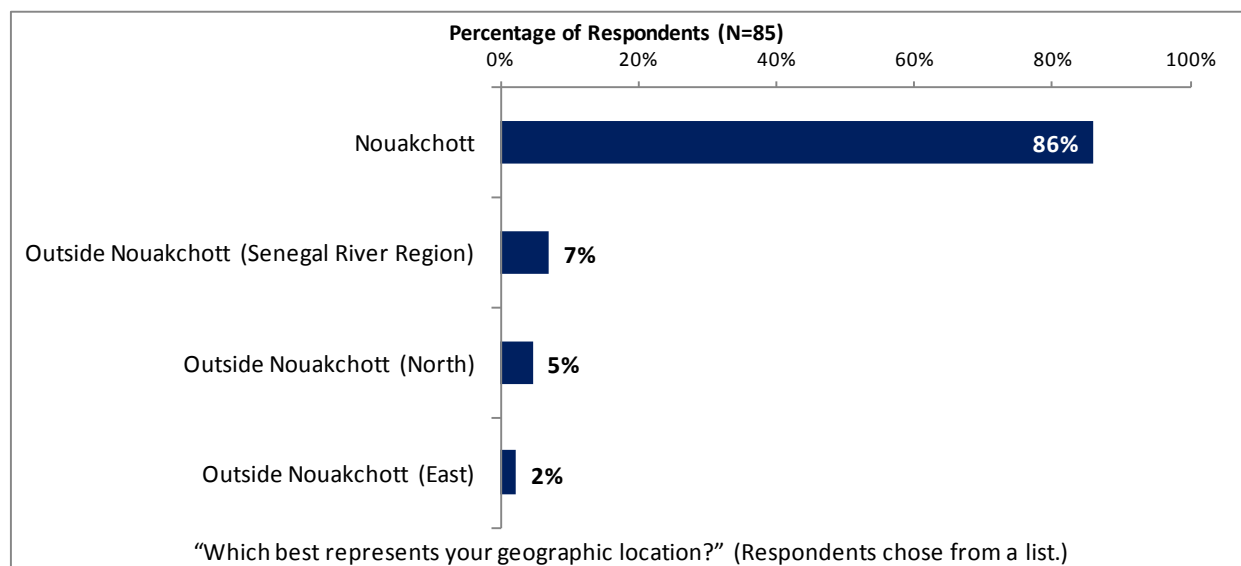 Percentage of Respondents (N=85)
0% 20% 40% 60% 80% 100%
Nouakchott 86%
Outside Nouakchott (Senegal River Region) 7%
Outside Nouakchott (North) 5%
Outside Nouakchott (East) 2%
“Which best represents your geographic location?” (Respondents chose from a list.)